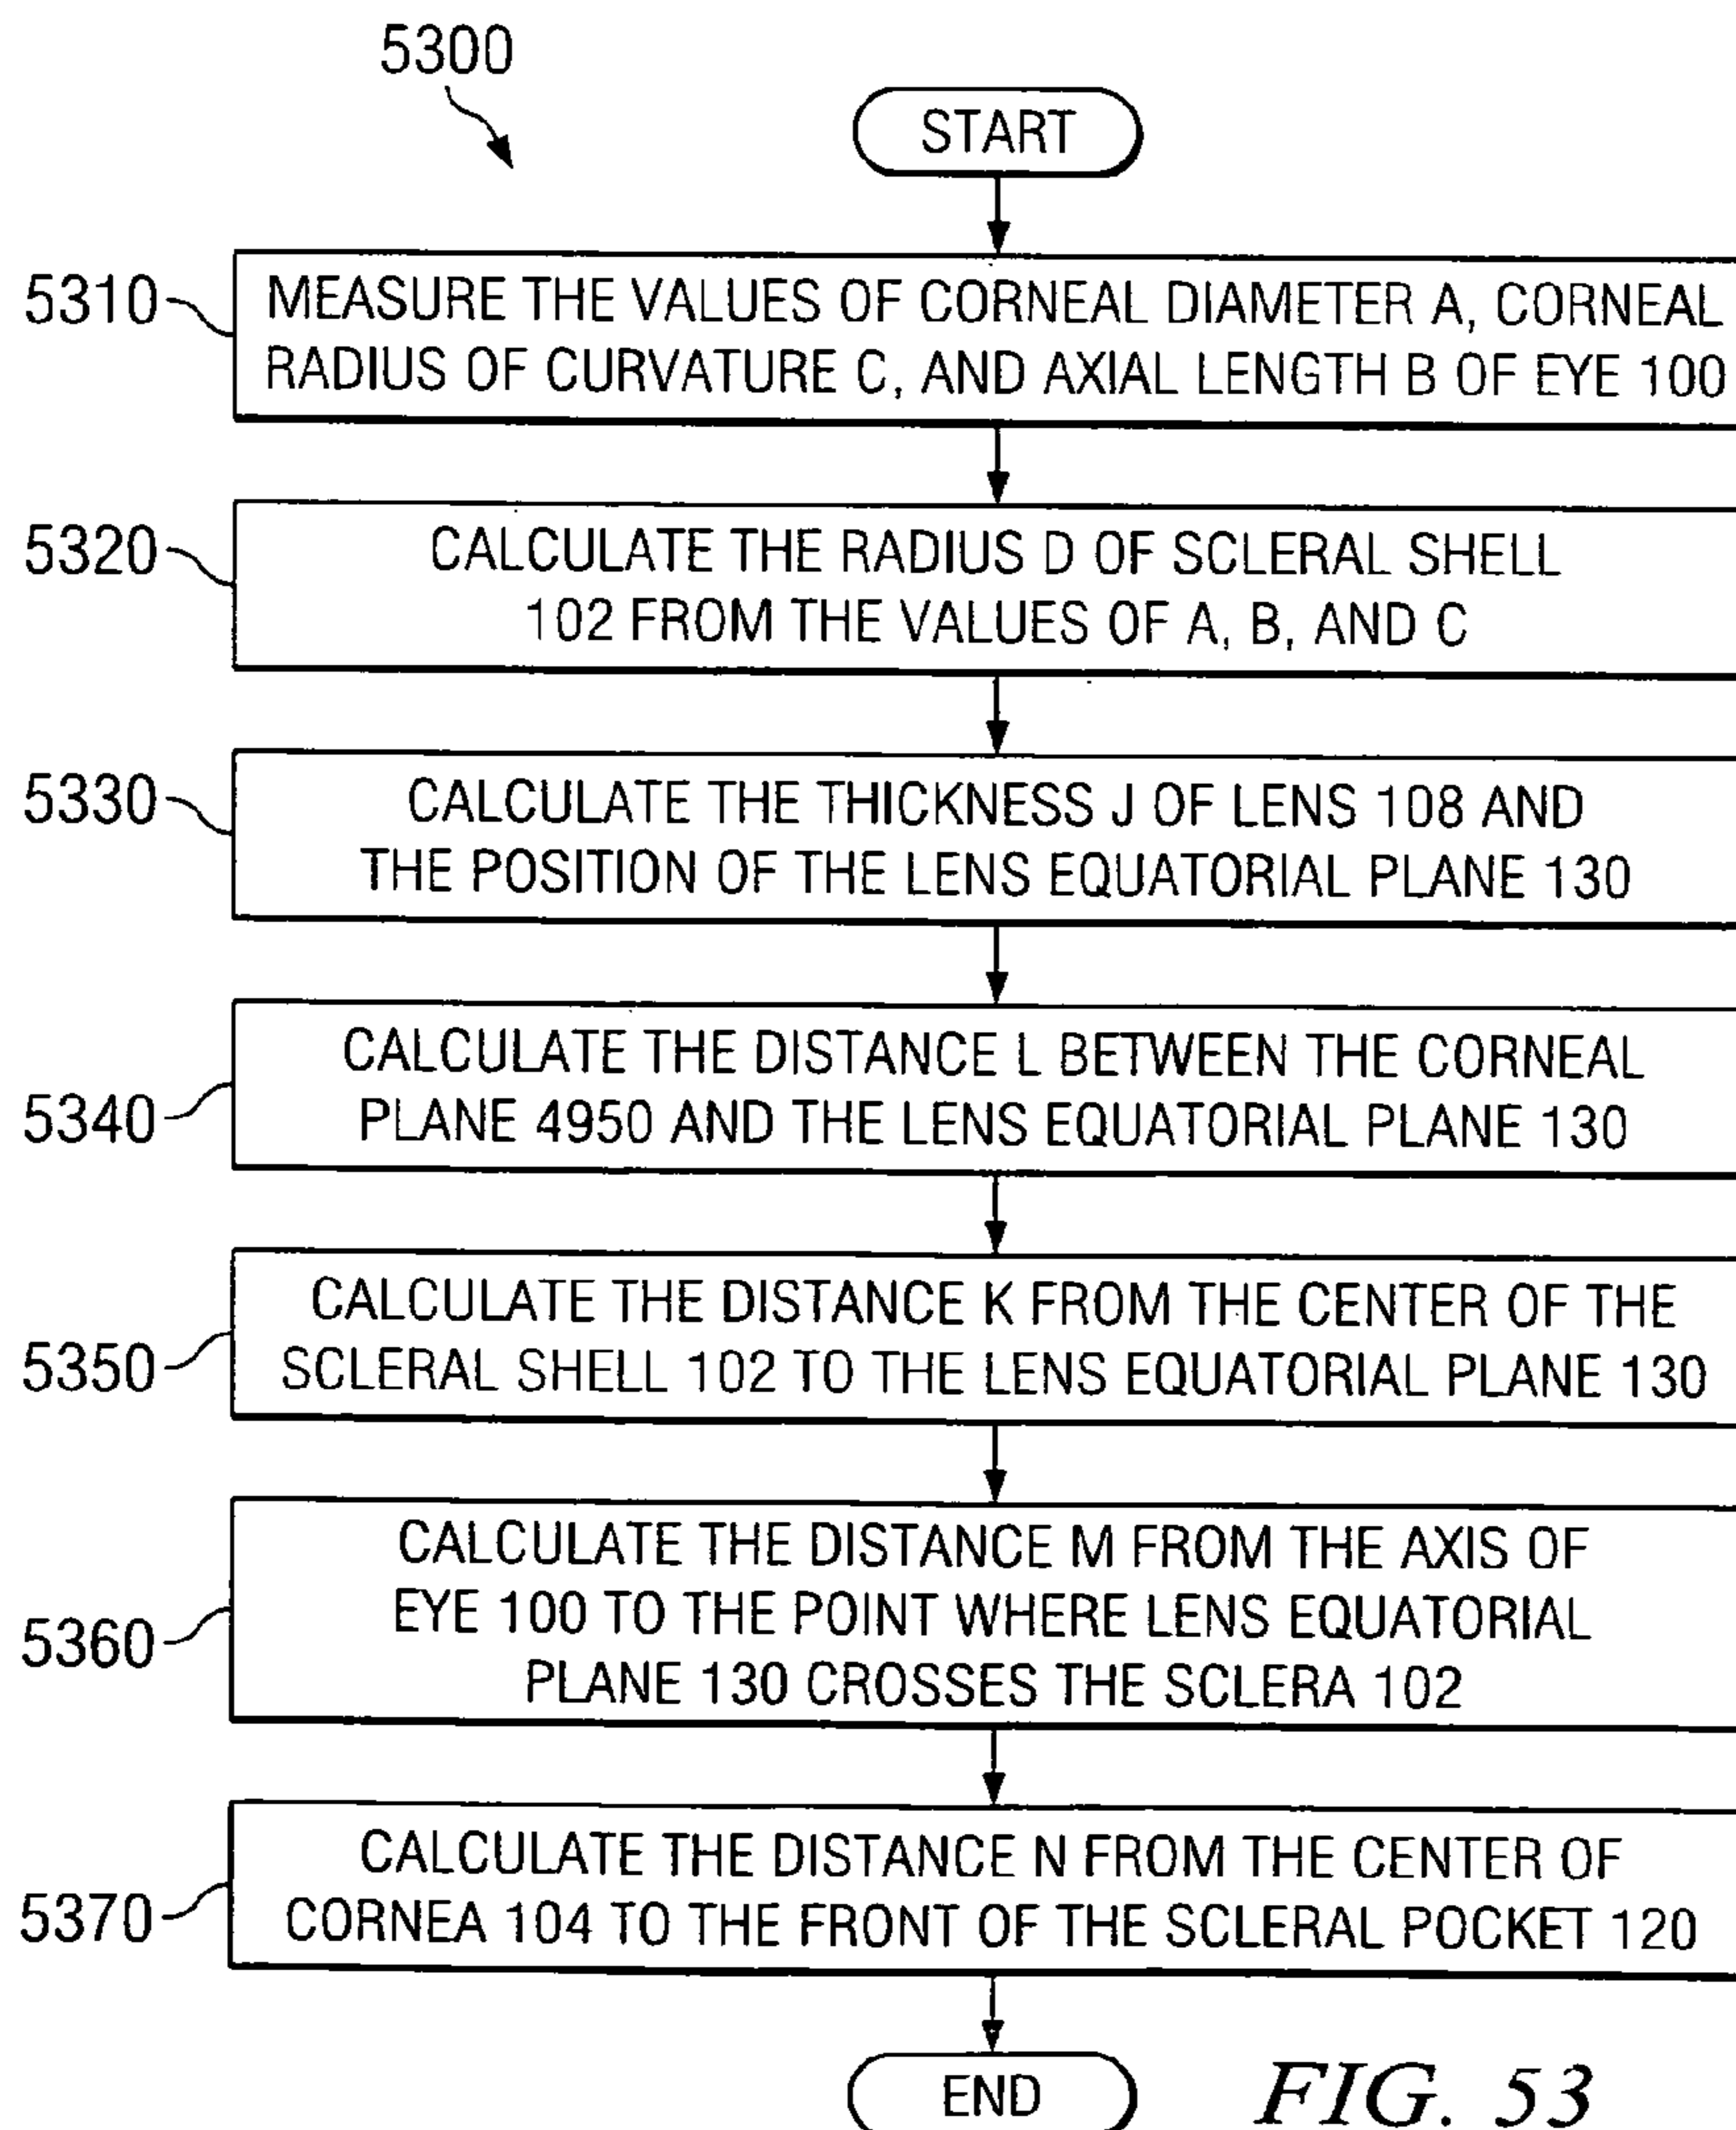 5300
START
5310
MEASURE THE VALUES OF CORNEAL DIAMETER A, CORNEAL
RADIUS OF CURVATURE C, AND AXIAL LENGTH B OF EYE 100
5320
CALCULATE THE RADIUS D OF SCLERAL SHELL
102 FROM THE VALUES OF A, B, AND C
5330
CALCULATE THE THICKNESS J OF LENS 108 AND
THE POSITION OF THE LENS EQUATORIAL PLANE 130
5340
CALCULATE THE DISTANCE L BETWEEN THE CORNEAL
PLANE 4950 AND THE LENS EQUATORIAL PLANE 130
5350
CALCULATE THE DISTANCE K FROM THE CENTER OF THE
SCLERAL SHELL 102 TO THE LENS EQUATORIAL PLANE 130
5360
CALCULATE THE DISTANCE M FROM THE AXIS OF
EYE 100 TO THE POINT WHERE LENS EQUATORIAL
PLANE 130 CROSSES THE SCLERA 102
5370
CALCULATE THE DISTANCE N FROM THE CENTER OF
CORNEA 104 TO THE FRONT OF THE SCLERAL POCKET 120
END
FIG. 53